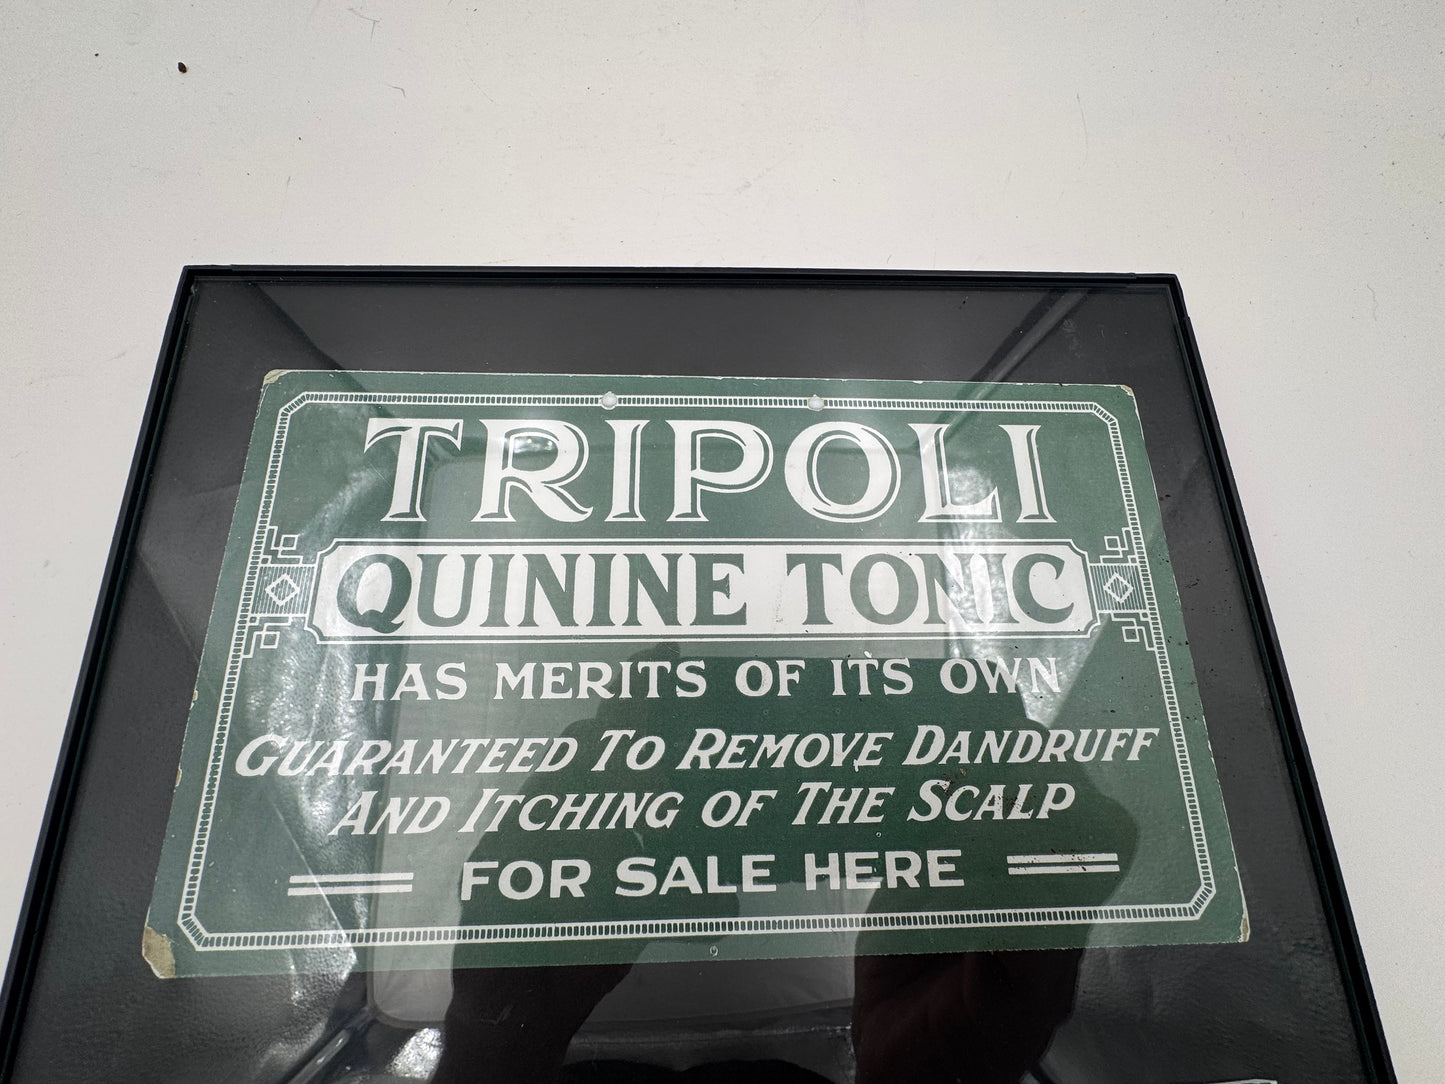 TRIPOLI
QUININE TONIC
HAS MERITS OF ITS OWN
GUARANTEED TO REMOVE DANDRUFF
AND ITCHING OF THE SCALP
FOR SALE HERE